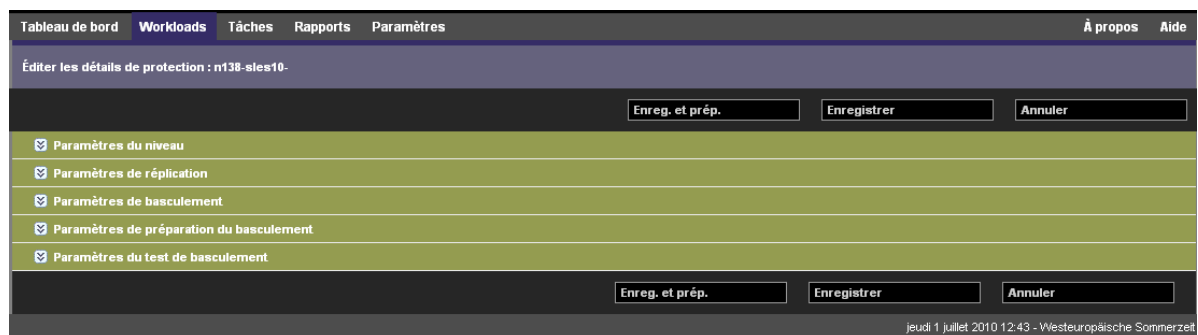 Tableau de bord Workloads Tâches Rapports Paramètres À propos Aide
Éditer les détails de protection : n138-sles10-
Enreg. et prép. Enregistrer Annuler
Paramètres du niveau
Paramètres de réplication
Paramètres de basculement
Paramètres de préparation du basculement
Paramètres du test de basculement
Enreg. et prép. Enregistrer Annuler
jeudi 1 juillet 2010 12:43 - Westeuropäische Sommerzeit